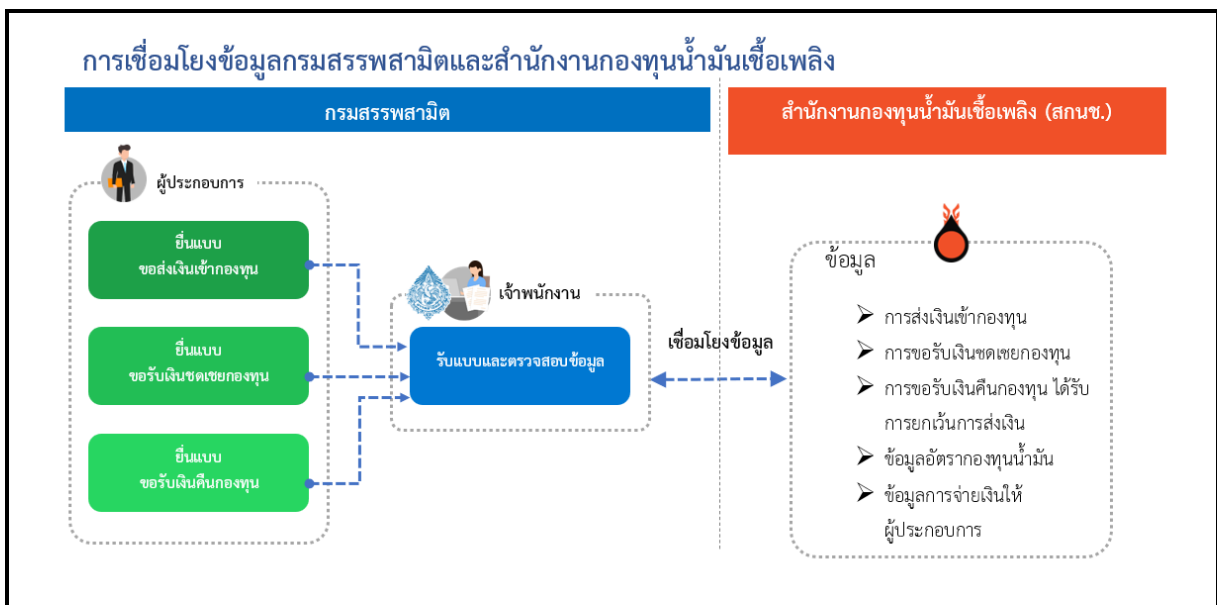 การเชื่อมโยงข้อมูลกรมสรรพสามิตและสำนักงานกองทุนน้ำมันเชื้อเพลิง
กรมสรรพสามิต
สำนักงานกองทุนน้ำมันเชื้อเพลิง (สกนช.)
ผู้ประกอบการ
ยื่นแบบ
ขอส่งเงินเข้ากองทุน
ยื่นแบบ
ขอรับเงินชดเชยกองทุน
ยื่นแบบ
ขอรับเงินคืนกองทุน
เจ้าพนักงาน
รับแบบและตรวจสอบข้อมูล
เชื่อมโยงข้อมูล
ข้อมูล
➢ การส่งเงินเข้ากองทุน
➢ การขอรับเงินชดเชยกองทุน
➢ การขอรับเงินคืนกองทุน ได้รับ
การยกเว้นการส่งเงิน
➢ ข้อมูลอัตรากองทุนน้ำมัน
➢ ข้อมูลการจ่ายเงินให้
ผู้ประกอบการ